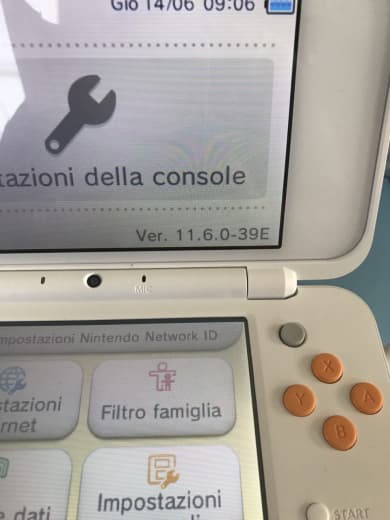 Gio 14/06 09:06
tazioni della console
Ver. 11.6.0-39E
MIC
mpostazioni Nintendo Network ID
stazioni
rnet
Filtro famiglia
e dati
Impostazioni
X
Y
A
B
START